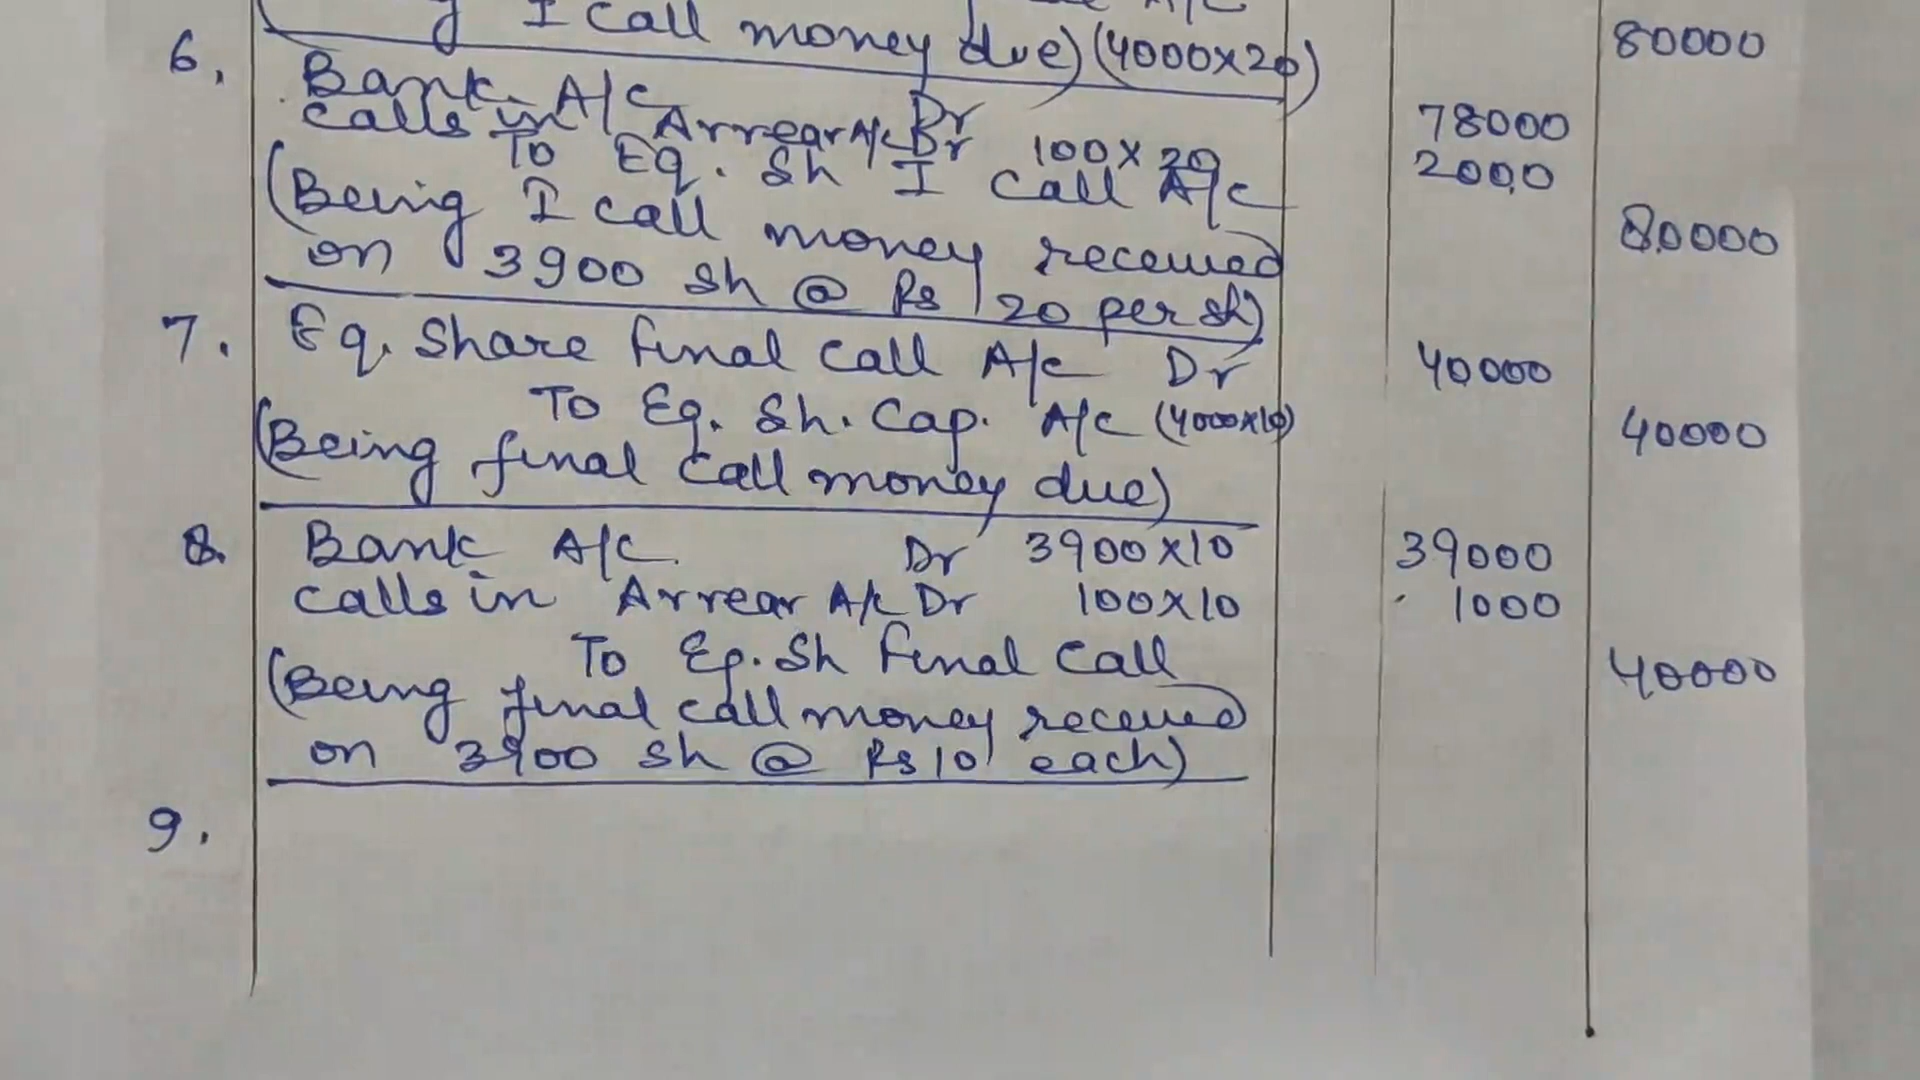 I call money due) (4000x20)
80000
6. Bank A/c Dr
78000
calls in Arrear A/c Dr 100x20
2000
To Eq. Sh I call A/c
80000
(Being I call money received
on 3900 sh @ Rs 20 per sh)
7. Eq. Share final call A/c Dr
40000
To Eq. Sh. Cap. A/c (4000x10)
40000
(Being final call money due)
8. Bank A/c Dr 3900x10
39000
calls in Arrear A/c Dr 100x10
1000
To Eq. Sh final call
40000
(Being final call money received
on 3900 sh @ Rs 10 each)
9.